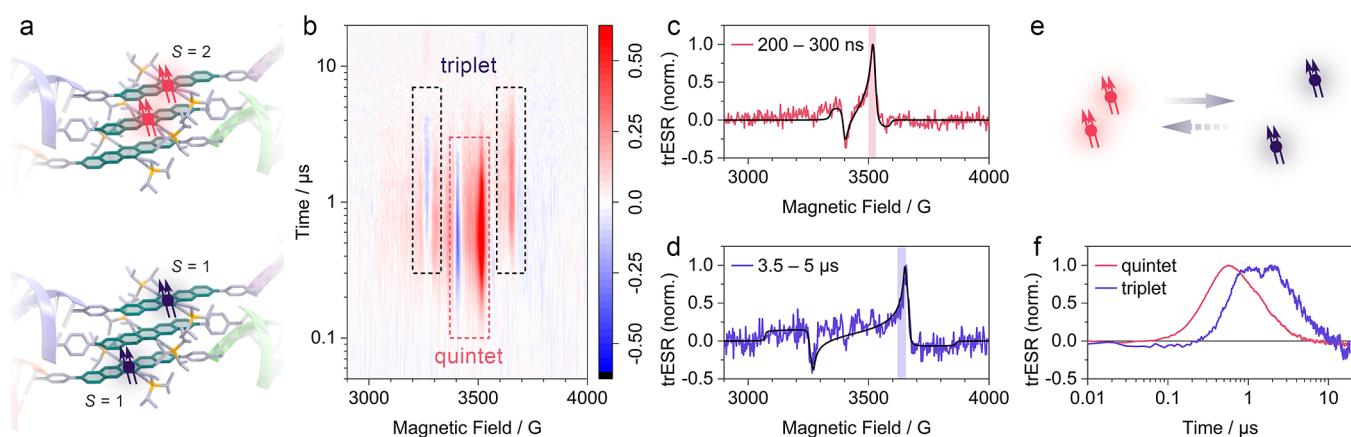 a
S = 2
S = 1
S = 1
b
Time / µs
10
1
0.1
triplet
quintet
3000
3500
4000
Magnetic Field / G
0.50
0.25
0.0
-0.25
-0.50
c
200 – 300 ns
trESR (norm.)
1.0
0.5
0.0
-0.5
3000
3500
4000
Magnetic Field / G
d
3.5 – 5 µs
trESR (norm.)
1.0
0.5
0.0
-0.5
3000
3500
4000
Magnetic Field / G
e
f
quintet
triplet
trESR (norm.)
1.0
0.5
0.0
-0.5
0.01
0.1
1
10
Time / µs